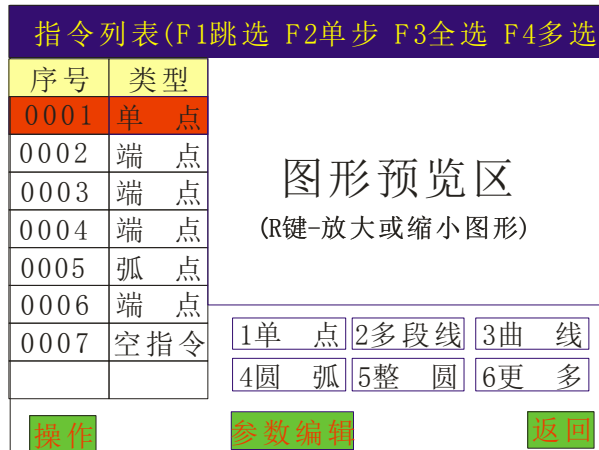 指令列表(F1跳选 F2单步 F3全选 F4多选
序号 类型
0001 单 点
0002 端 点
0003 端 点
0004 端 点
0005 弧 点
0006 端 点
0007 空指令
图形预览区
(R键-放大或缩小图形)
1单 点 2多段线 3曲 线
4圆 弧 5整 圆 6更 多
操作 参数编辑 返回